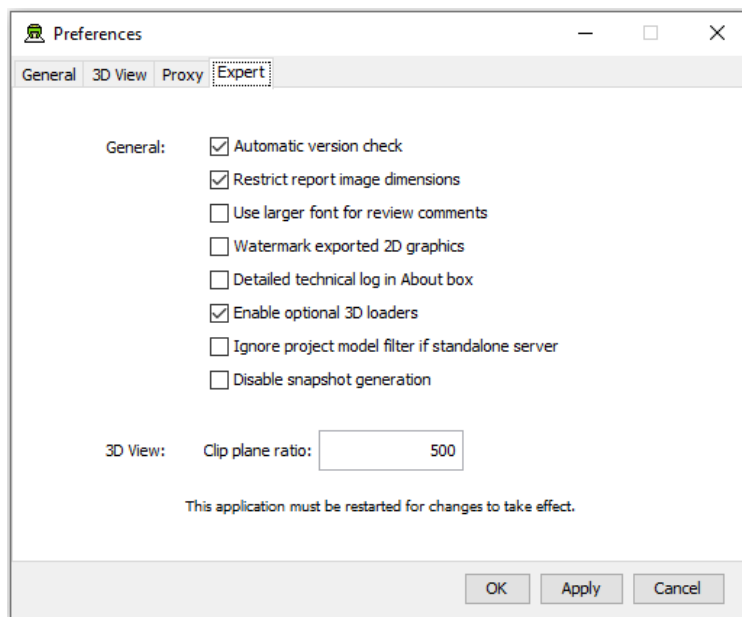 Preferences
General 3D View Proxy Expert
General: Automatic version check
Restrict report image dimensions
Use larger font for review comments
Watermark exported 2D graphics
Detailed technical log in About box
Enable optional 3D loaders
Ignore project model filter if standalone server
Disable snapshot generation
3D View: Clip plane ratio: 500
This application must be restarted for changes to take effect.
OK Apply Cancel